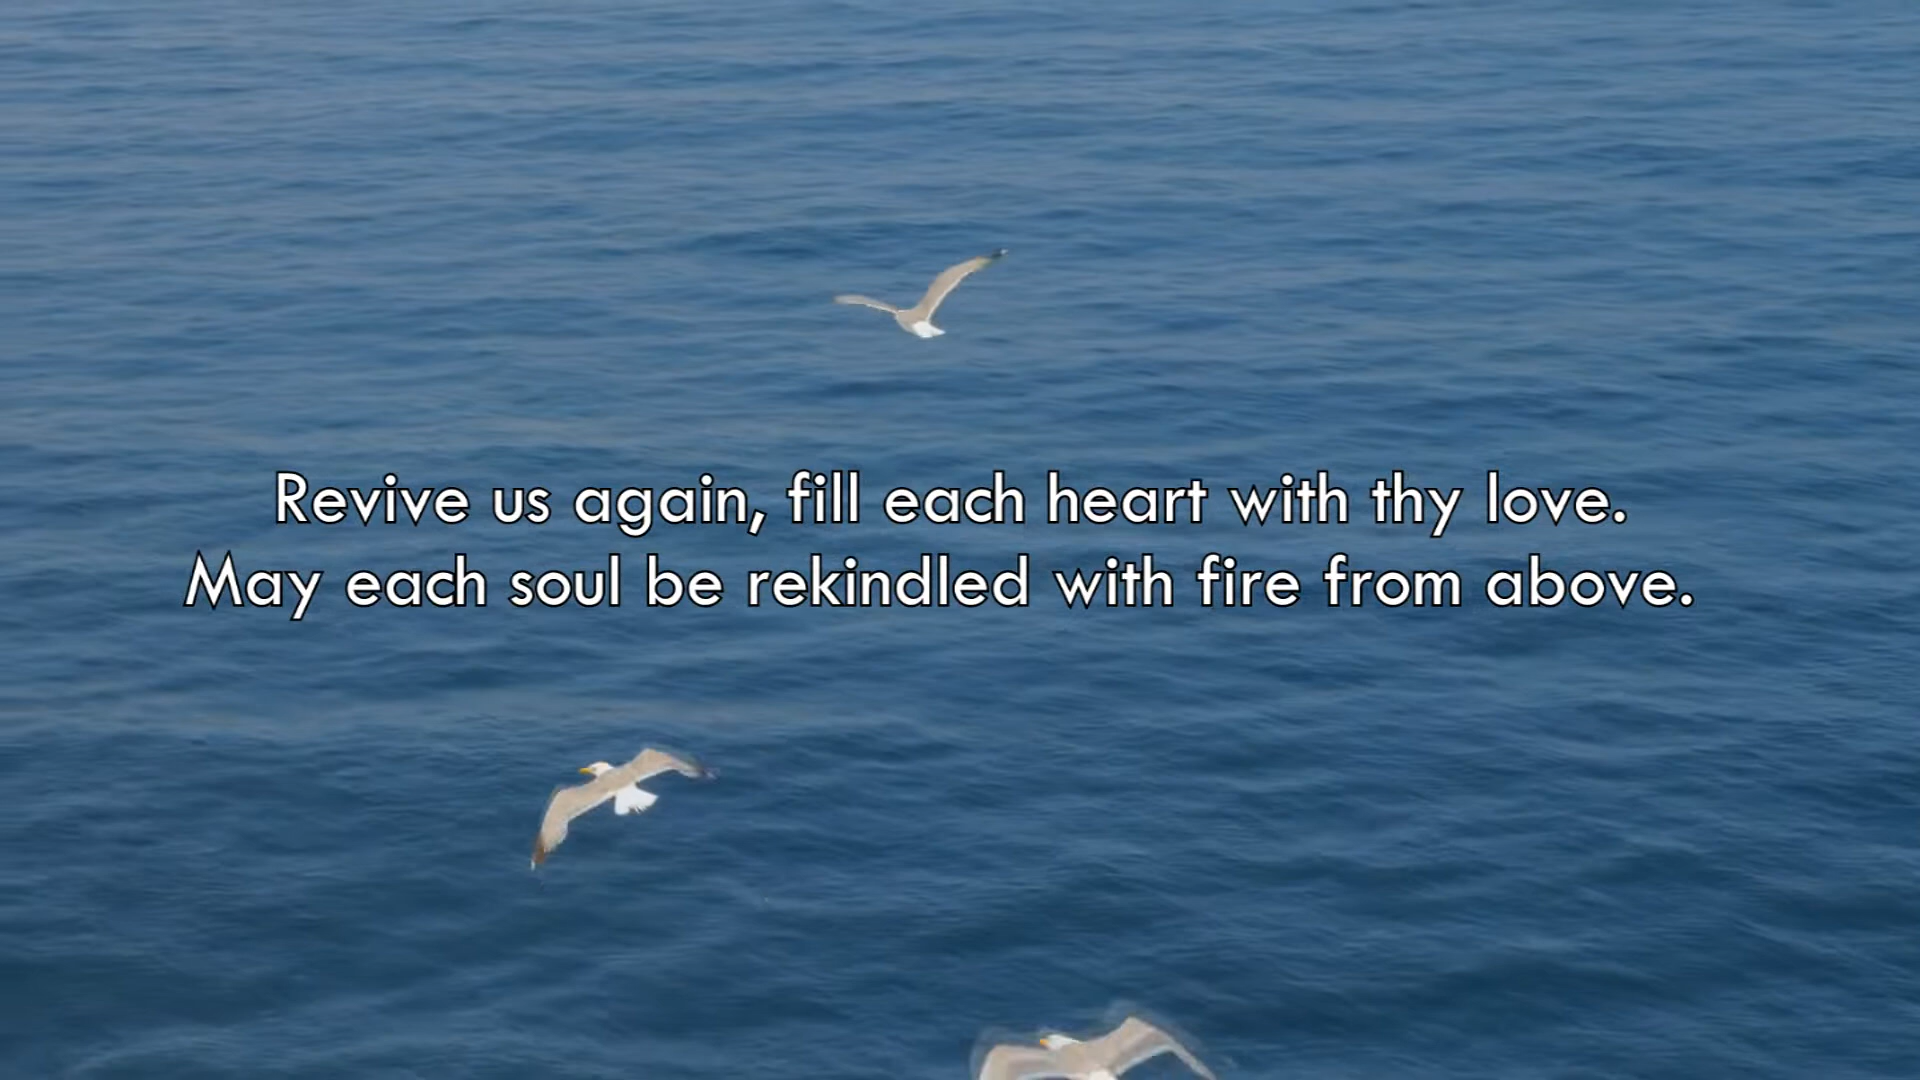 Revive us again, fill each heart with thy love.
May each soul be rekindled with fire from above.